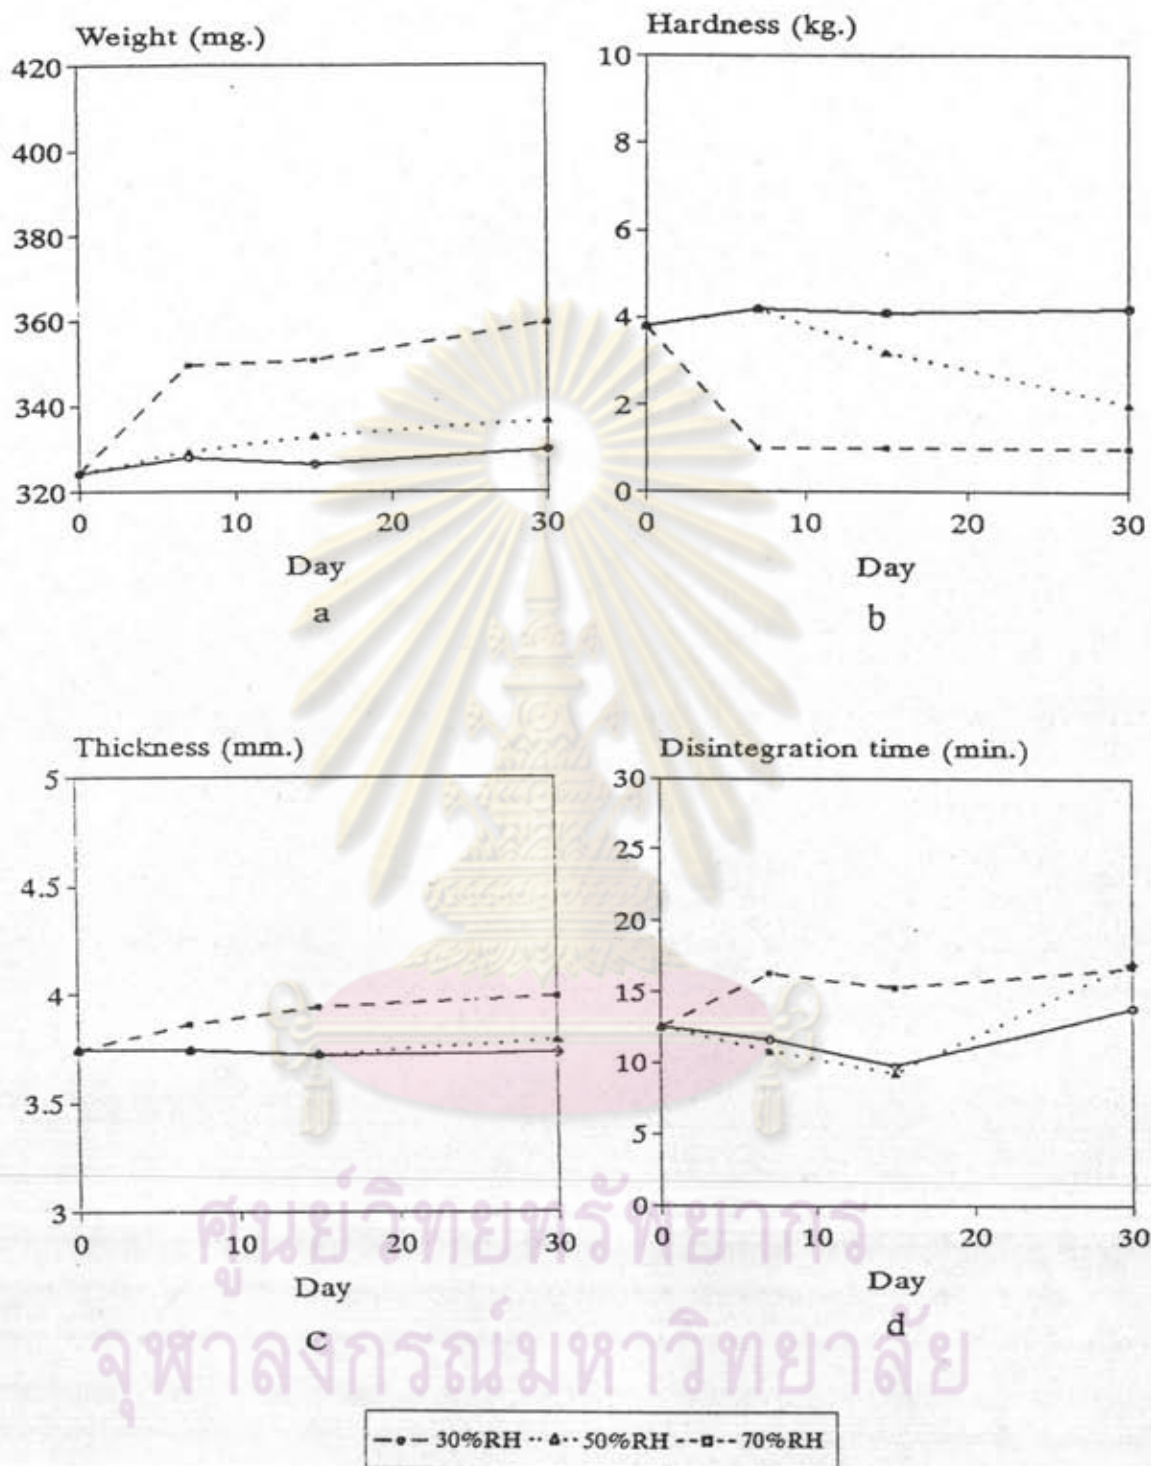 Weight (mg.)
420
400
380
360
340
320
0 10 20 30
Day
a
Hardness (kg.)
10
8
6
4
2
0
0 10 20 30
Day
b
Thickness (mm.)
5
4.5
4
3.5
3
0 10 20 30
Day
c
Disintegration time (min.)
30
25
20
15
10
5
0
0 10 20 30
Day
d
ศูนย์วิทยทรัพยากร
จุฬาลงกรณ์มหาวิทยาลัย
30%RH 50%RH 70%RH